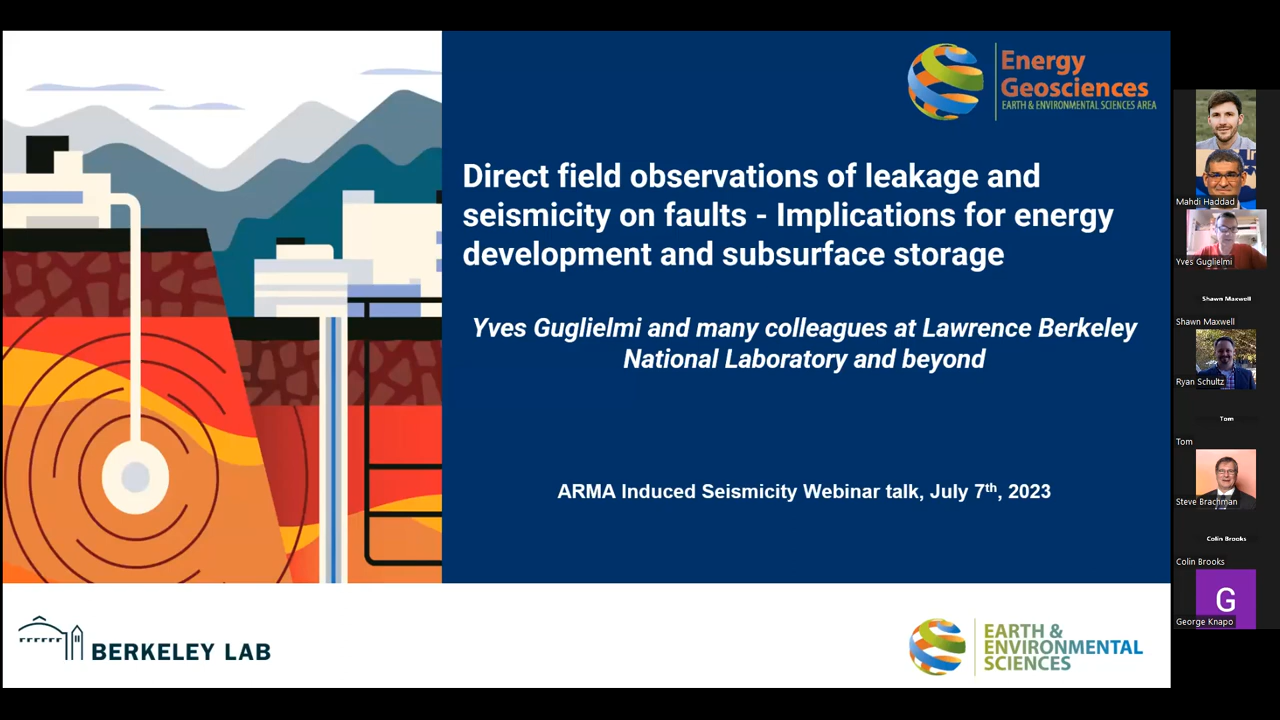 Energy
Geosciences
EARTH & ENVIRONMENTAL SCIENCES AREA
Direct field observations of leakage and
seismicity on faults - Implications for energy
development and subsurface storage
Yves Guglielmi and many colleagues at Lawrence Berkeley
National Laboratory and beyond
ARMA Induced Seismicity Webinar talk, July 7th, 2023
BERKELEY LAB
EARTH &
ENVIRONMENTAL
SCIENCES
Mahdi Haddad
Yves Guglielmi
Shawn Maxwell
Shawn Maxwell
Ryan Schultz
Tom
Tom
Steve Brachman
Colin Brooks
Colin Brooks
G
George Knapo